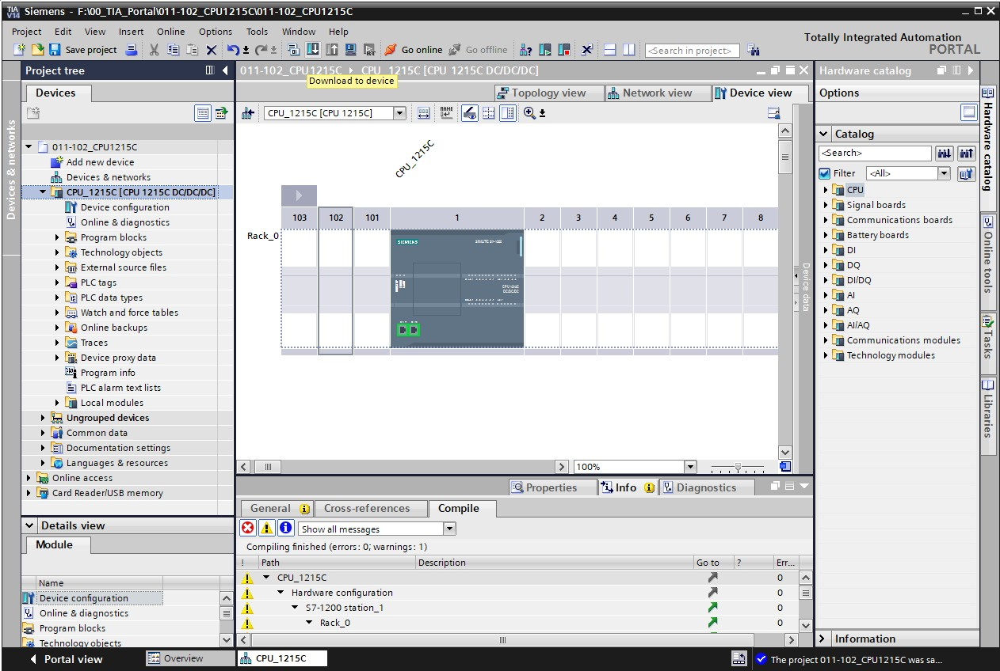 TIA V14 Siemens - F:\00_TIA_Portal\011-102_CPU1215C\011-102_CPU1215C
Project Edit View Insert Online Options Tools Window Help
Totally Integrated Automation
PORTAL
Save project Go online Go offline <Search in project>
Download to device
Project tree
Devices
Devices & networks
011-102_CPU1215C
Add new device
Devices & networks
CPU_1215C [CPU 1215C DC/DC/DC]
Device configuration
Online & diagnostics
Program blocks
Technology objects
External source files
PLC tags
PLC data types
Watch and force tables
Online backups
Traces
Device proxy data
Program info
PLC alarm text lists
Local modules
Ungrouped devices
Common data
Documentation settings
Languages & resources
Online access
Card Reader/USB memory
Details view
Module
Name
Device configuration
Online & diagnostics
Program blocks
Technology objects
011-102_CPU1215C CPU_1215C [CPU 1215C DC/DC/DC]
Topology view Network view Device view
CPU_1215C [CPU 1215C] NAME
CPU_1215C
103 102 101 1 2 3 4 5 6 7 8
Rack_0
SIEMENS
Device data
100%
Properties Info Diagnostics
General Cross-references Compile
Show all messages
Compiling finished (errors: 0; warnings: 1)
! Path Description Go to ? Err...
CPU_1215C 0
Hardware configuration 0
S7-1200 station_1 0
Rack_0 0
Hardware catalog
Options
Catalog
<Search>
Filter <All>
CPU
Signal boards
Communications boards
Battery boards
DI
DQ
DI/DQ
AI
AQ
AI/AQ
Communications modules
Technology modules
Information
Hardware catalog
Online tools
Tasks
Libraries
Portal view Overview CPU_1215C The project 011-102_CPU1215C was sa...